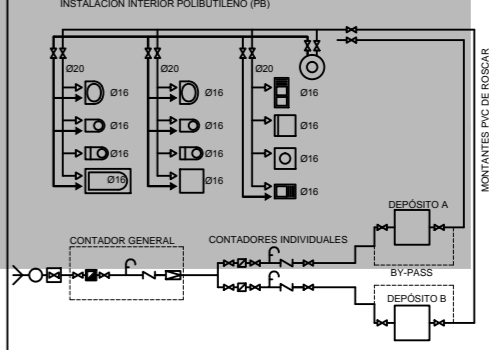 INSTALACIÓN INTERIOR POLIBUTILENO (PB)
Ø20
Ø20
Ø20
Ø16
Ø16
Ø16
Ø16
Ø16
Ø16
Ø16
Ø16
Ø16
Ø16
Ø16
Ø16
MONTANTES PVC DE ROSCAR
DEPÓSITO A
CONTADOR GENERAL
CONTADORES INDIVIDUALES
BY-PASS
DEPÓSITO B